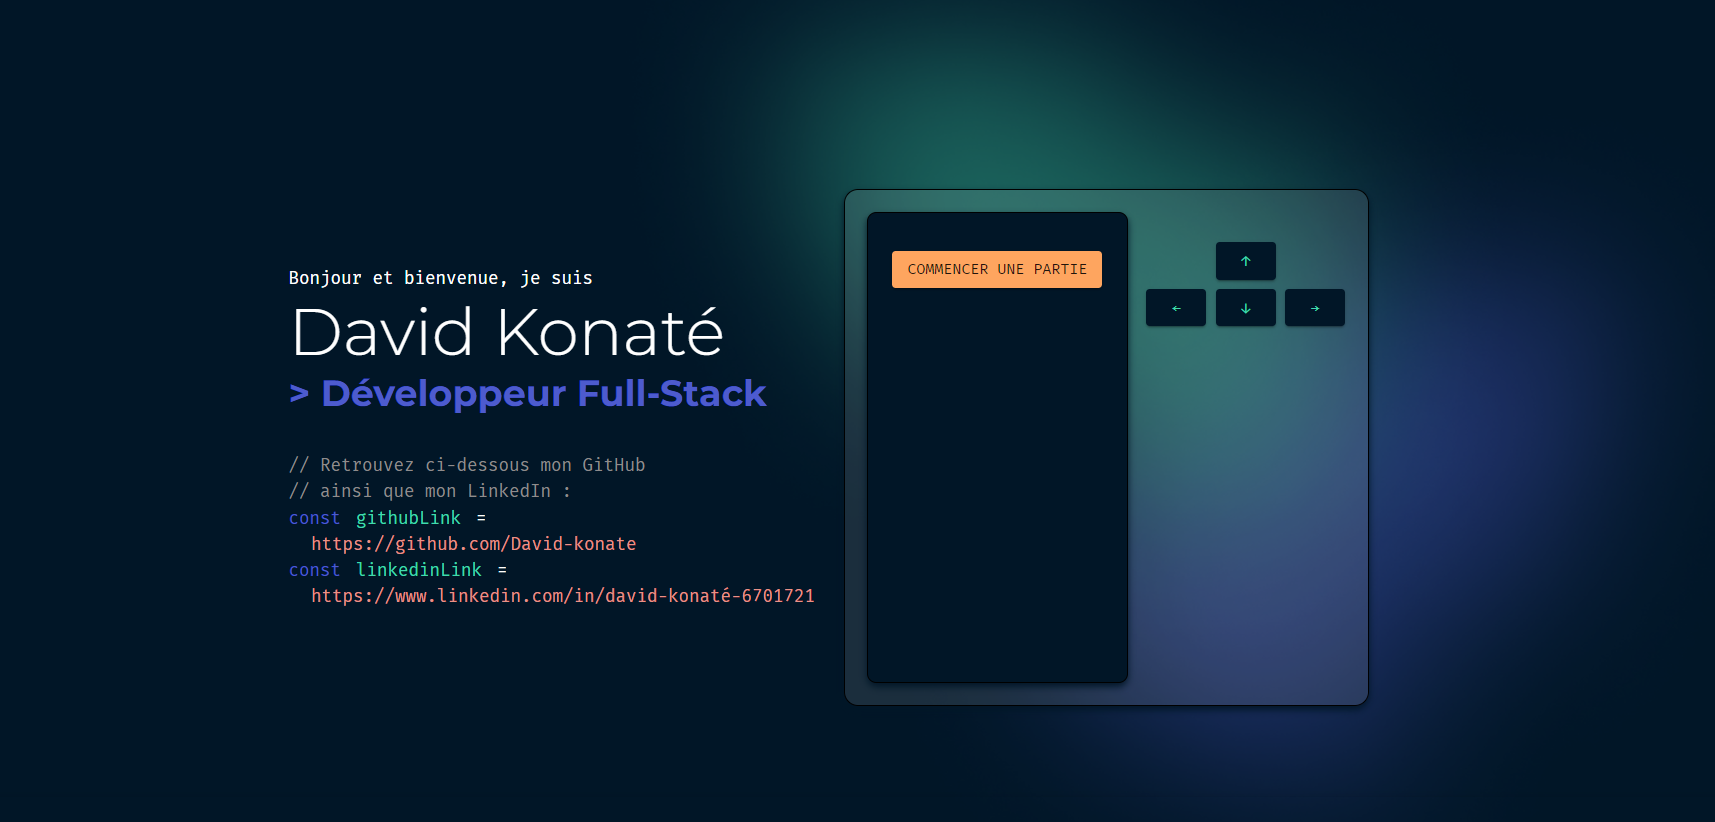 Bonjour et bienvenue, je suis
David Konaté
> Développeur Full-Stack
// Retrouvez ci-dessous mon GitHub
// ainsi que mon LinkedIn :
const githubLink =
https://github.com/David-konate
const linkedinLink =
https://www.linkedin.com/in/david-konaté-6701721
COMMENCER UNE PARTIE
↑
← ↓ →